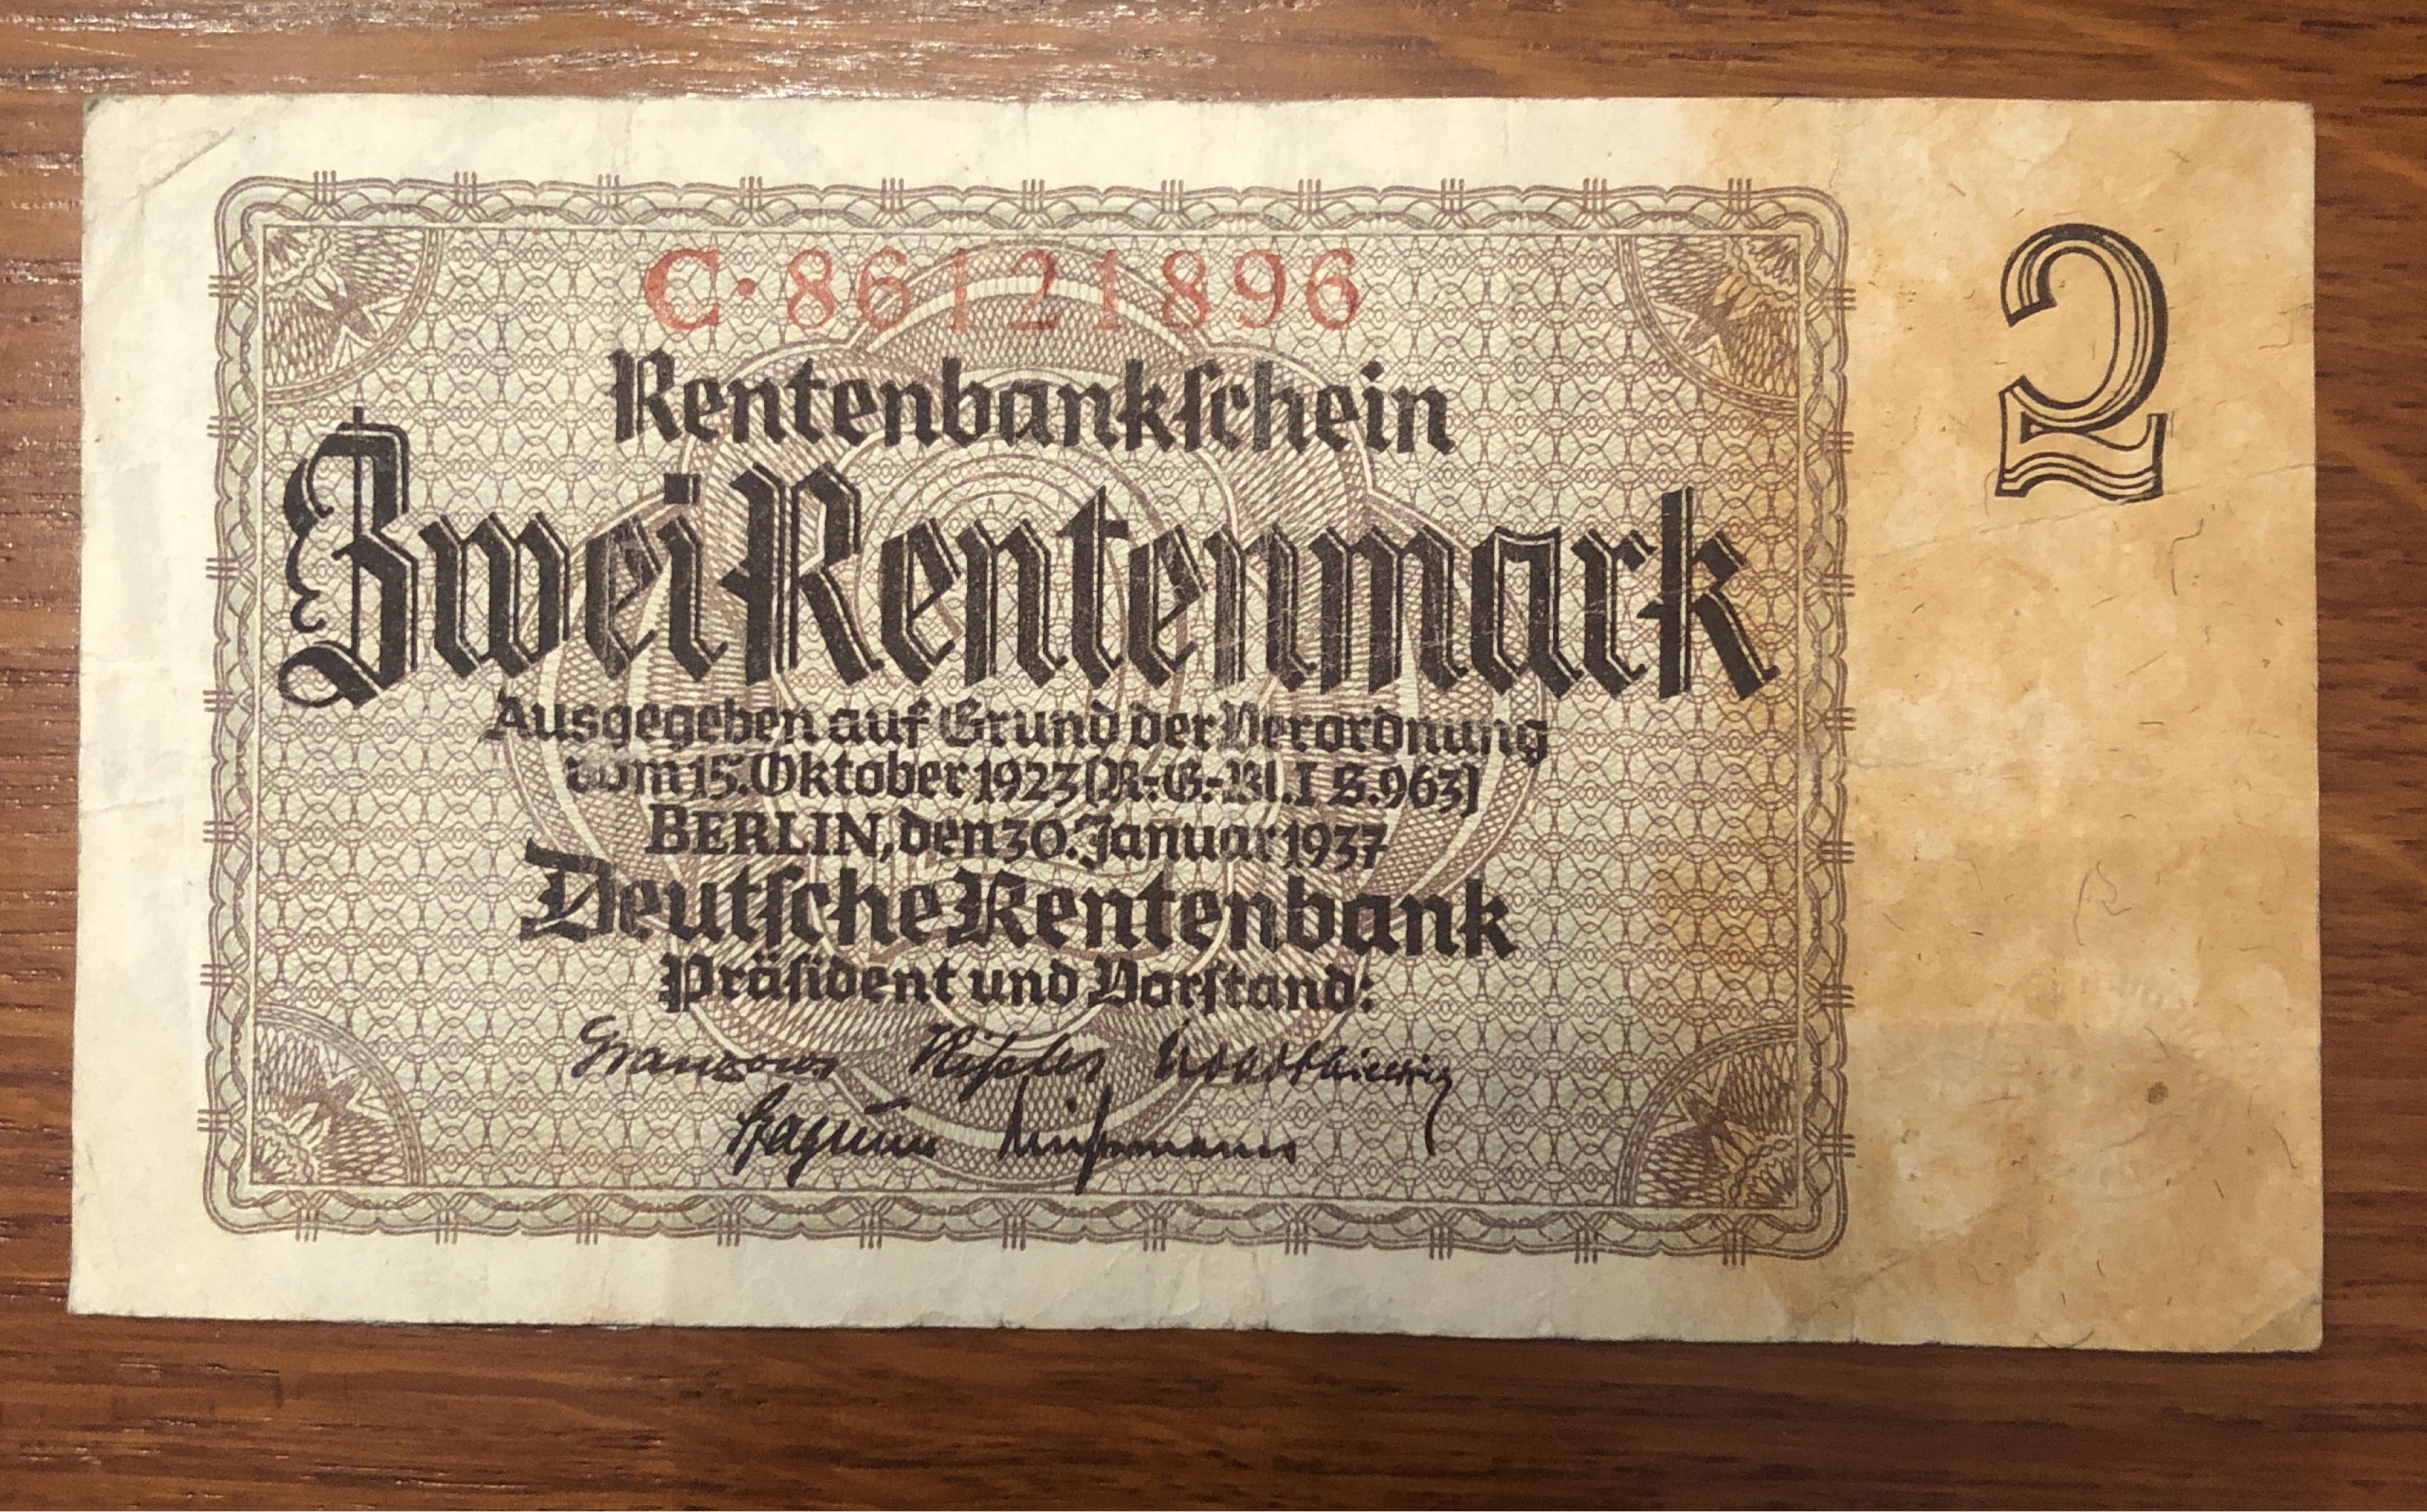 C·86121896
2
Rentenbankſchein
Zwei Rentenmark
Ausgegeben auf Grund der Verordnung
vom 15. Oktober 1923 (R.-G.-Bl. I S. 963)
BERLIN, den 30. Januar 1937
Deutſche Rentenbank
Präſident und Vorſtand:
Granzow